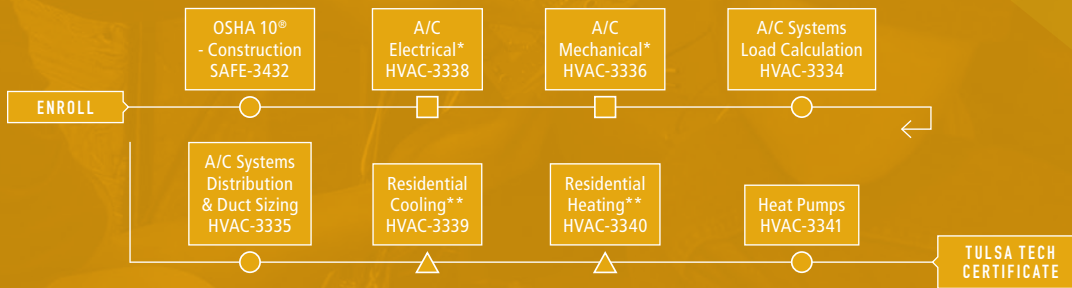 ENROLL
OSHA 10®
- Construction
SAFE-3432
A/C
Electrical*
HVAC-3338
A/C
Mechanical*
HVAC-3336
A/C Systems
Load Calculation
HVAC-3334
A/C Systems
Distribution
& Duct Sizing
HVAC-3335
Residential
Cooling**
HVAC-3339
Residential
Heating**
HVAC-3340
Heat Pumps
HVAC-3341
TULSA TECH
CERTIFICATE